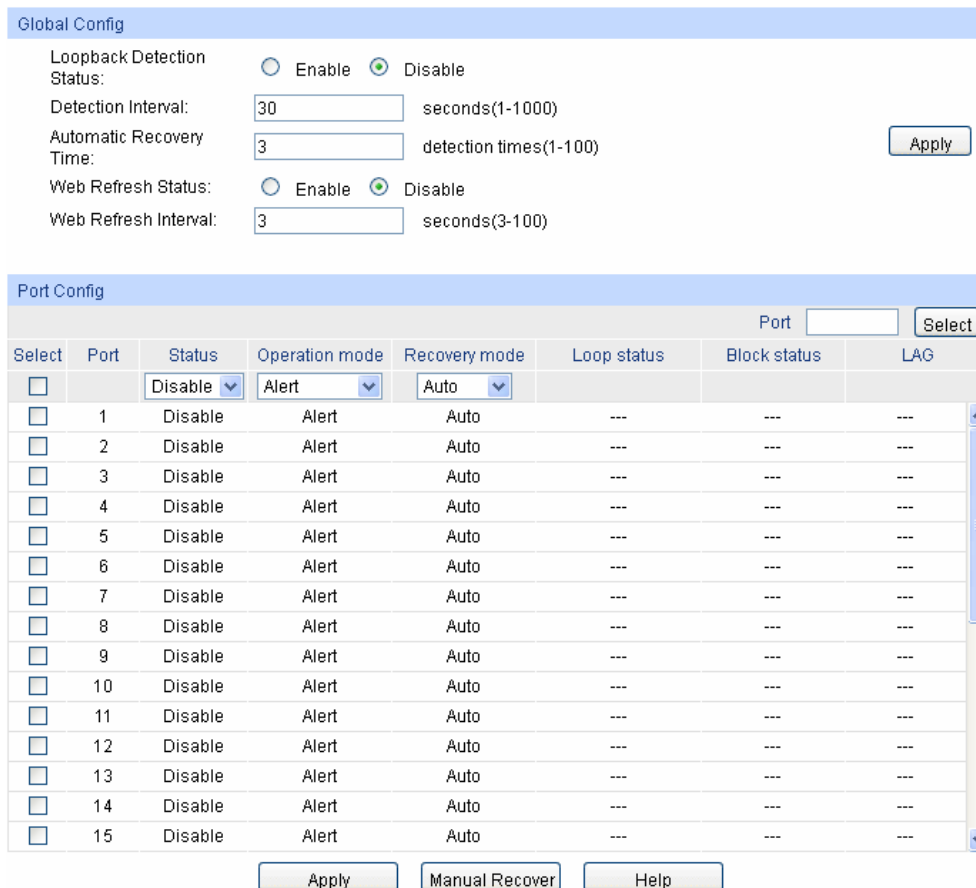 Global Config
Loopback Detection
Status:
Enable Disable
Detection Interval: 30 seconds(1-1000)
Automatic Recovery
Time:
3 detection times(1-100)
Apply
Web Refresh Status: Enable Disable
Web Refresh Interval: 3 seconds(3-100)
Port Config
Port Select
Select Port Status Operation mode Recovery mode Loop status Block status LAG
Disable Alert Auto
1 Disable Alert Auto --- --- ---
2 Disable Alert Auto --- --- ---
3 Disable Alert Auto --- --- ---
4 Disable Alert Auto --- --- ---
5 Disable Alert Auto --- --- ---
6 Disable Alert Auto --- --- ---
7 Disable Alert Auto --- --- ---
8 Disable Alert Auto --- --- ---
9 Disable Alert Auto --- --- ---
10 Disable Alert Auto --- --- ---
11 Disable Alert Auto --- --- ---
12 Disable Alert Auto --- --- ---
13 Disable Alert Auto --- --- ---
14 Disable Alert Auto --- --- ---
15 Disable Alert Auto --- --- ---
Apply Manual Recover Help